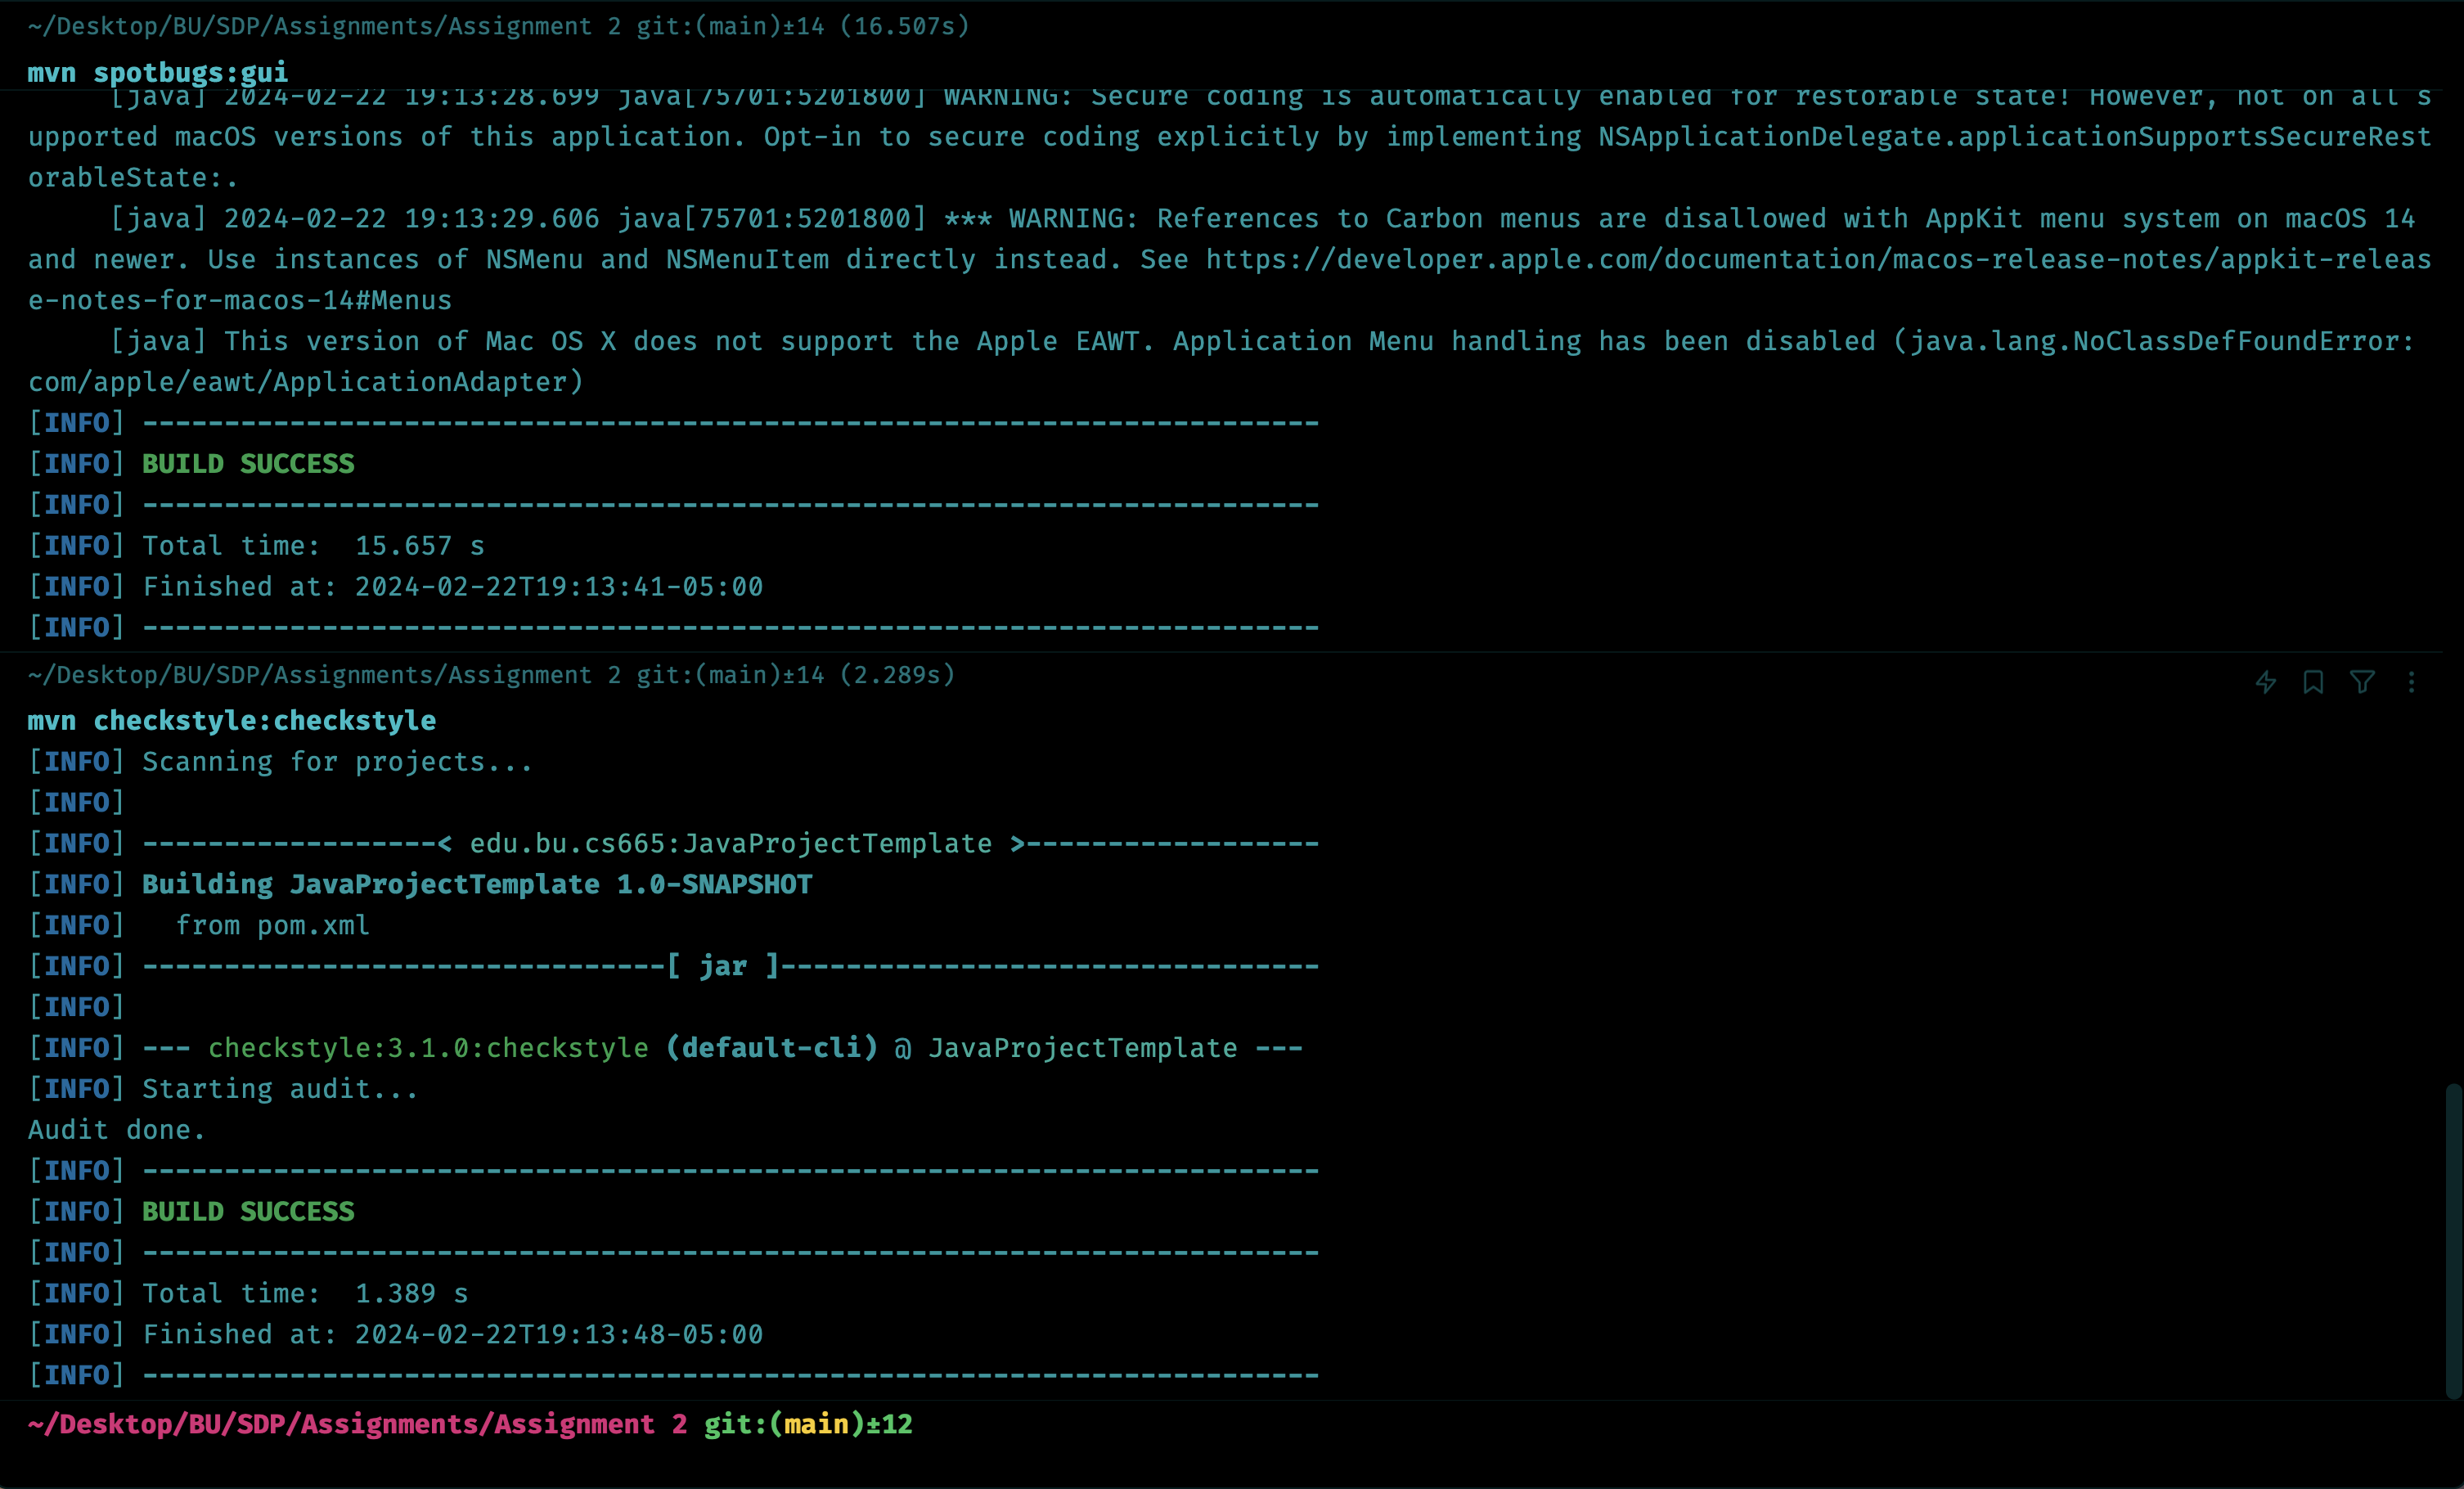 ~/Desktop/BU/SDP/Assignments/Assignment 2 git:(main)±14 (16.507s)
mvn spotbugs:gui
     [java] 2024-02-22 19:13:28.699 java[75701:5201800] WARNING: Secure coding is automatically enabled for restorable state! However, not on all s
upported macOS versions of this application. Opt-in to secure coding explicitly by implementing NSApplicationDelegate.applicationSupportsSecureRest
orableState:.
     [java] 2024-02-22 19:13:29.606 java[75701:5201800] *** WARNING: References to Carbon menus are disallowed with AppKit menu system on macOS 14
and newer. Use instances of NSMenu and NSMenuItem directly instead. See https://developer.apple.com/documentation/macos-release-notes/appkit-releas
e-notes-for-macos-14#Menus
     [java] This version of Mac OS X does not support the Apple EAWT. Application Menu handling has been disabled (java.lang.NoClassDefFoundError:
com/apple/eawt/ApplicationAdapter)
[INFO] ------------------------------------------------------------------------
[INFO] BUILD SUCCESS
[INFO] ------------------------------------------------------------------------
[INFO] Total time:  15.657 s
[INFO] Finished at: 2024-02-22T19:13:41-05:00
[INFO] ------------------------------------------------------------------------
~/Desktop/BU/SDP/Assignments/Assignment 2 git:(main)±14 (2.289s)
mvn checkstyle:checkstyle
[INFO] Scanning for projects...
[INFO]
[INFO] ------------------< edu.bu.cs665:JavaProjectTemplate >------------------
[INFO] Building JavaProjectTemplate 1.0-SNAPSHOT
[INFO]   from pom.xml
[INFO] --------------------------------[ jar ]---------------------------------
[INFO]
[INFO] --- checkstyle:3.1.0:checkstyle (default-cli) @ JavaProjectTemplate ---
[INFO] Starting audit...
Audit done.
[INFO] ------------------------------------------------------------------------
[INFO] BUILD SUCCESS
[INFO] ------------------------------------------------------------------------
[INFO] Total time:  1.389 s
[INFO] Finished at: 2024-02-22T19:13:48-05:00
[INFO] ------------------------------------------------------------------------
~/Desktop/BU/SDP/Assignments/Assignment 2 git:(main)±12